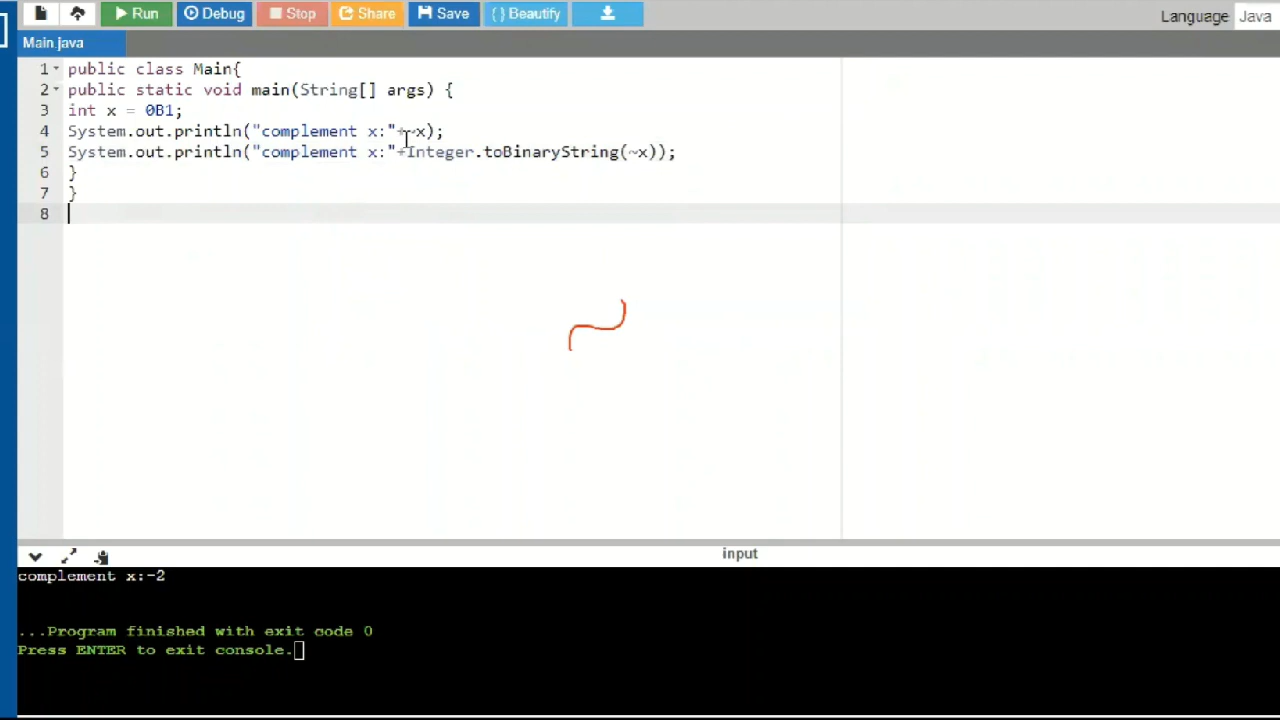 Run Debug Stop Share Save { } Beautify
Language Java
Main.java
1 public class Main{
2 public static void main(String[] args) {
3 int x = 0B1;
4 System.out.println("complement x:"+~x);
5 System.out.println("complement x:"+Integer.toBinaryString(~x));
6 }
7 }
8
input
complement x:-2
...Program finished with exit code 0
Press ENTER to exit console.